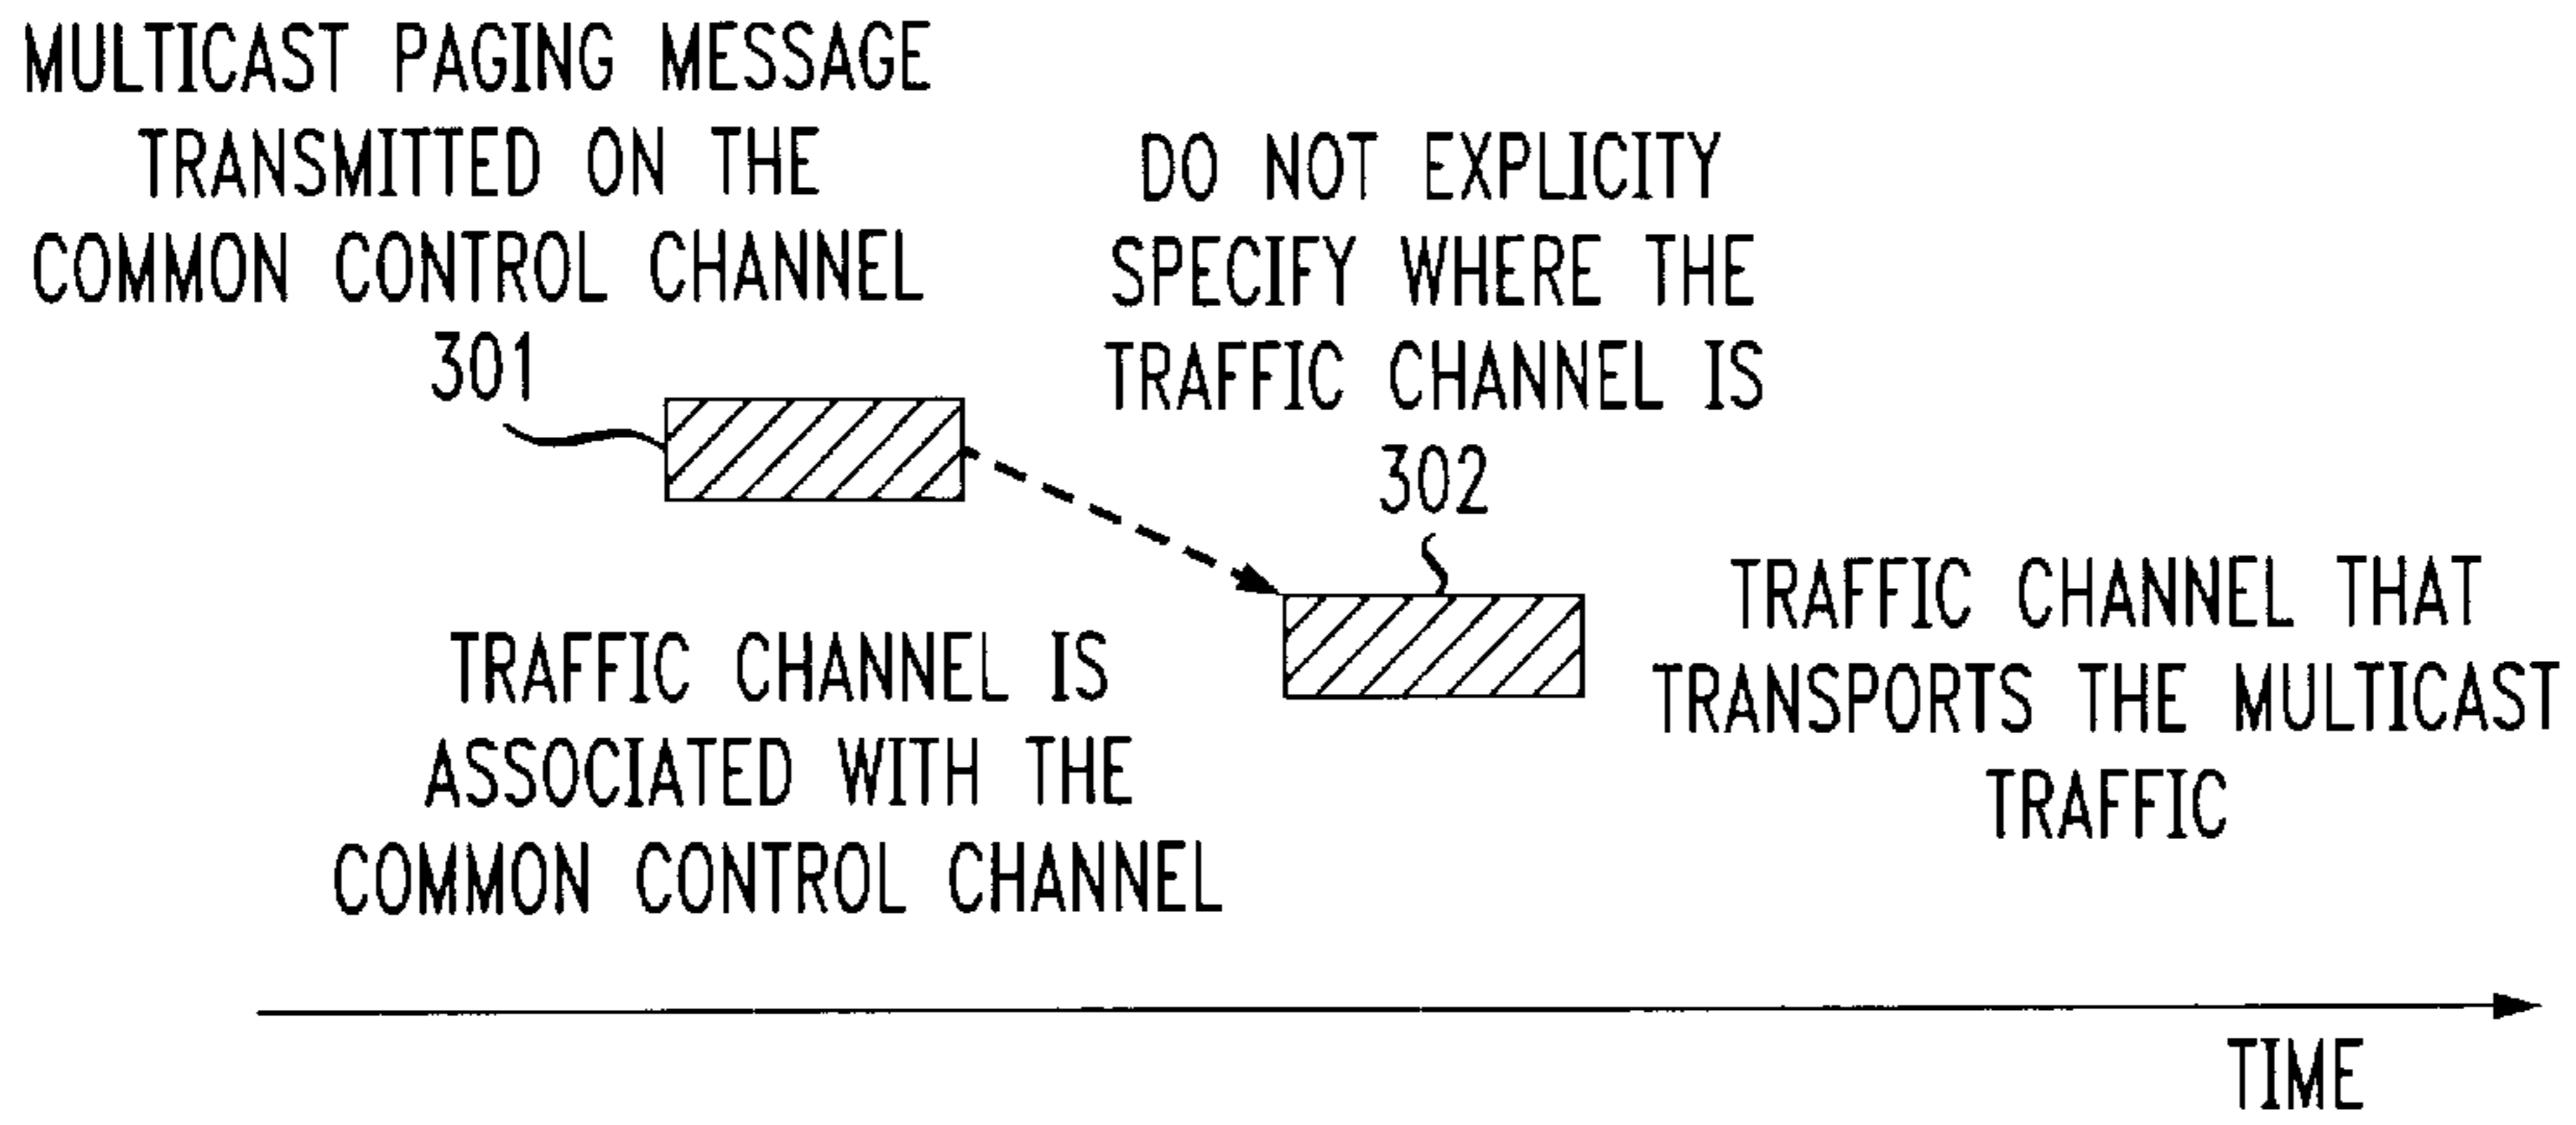 MULTICAST PAGING MESSAGE
TRANSMITTED ON THE
COMMON CONTROL CHANNEL
301
DO NOT EXPLICITY
SPECIFY WHERE THE
TRAFFIC CHANNEL IS
302
TRAFFIC CHANNEL THAT
TRANSPORTS THE MULTICAST
TRAFFIC
TRAFFIC CHANNEL IS
ASSOCIATED WITH THE
COMMON CONTROL CHANNEL
TIME